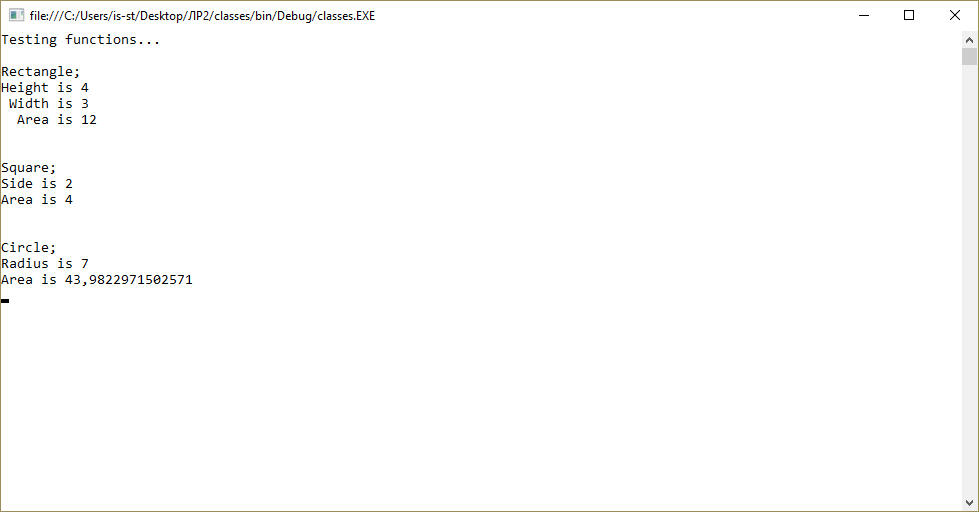 file:///C:/Users/is-st/Desktop/ЛР2/classes/bin/Debug/classes.EXE
Testing functions...
Rectangle;
Height is 4
Width is 3
Area is 12
Square;
Side is 2
Area is 4
Circle;
Radius is 7
Area is 43,9822971502571